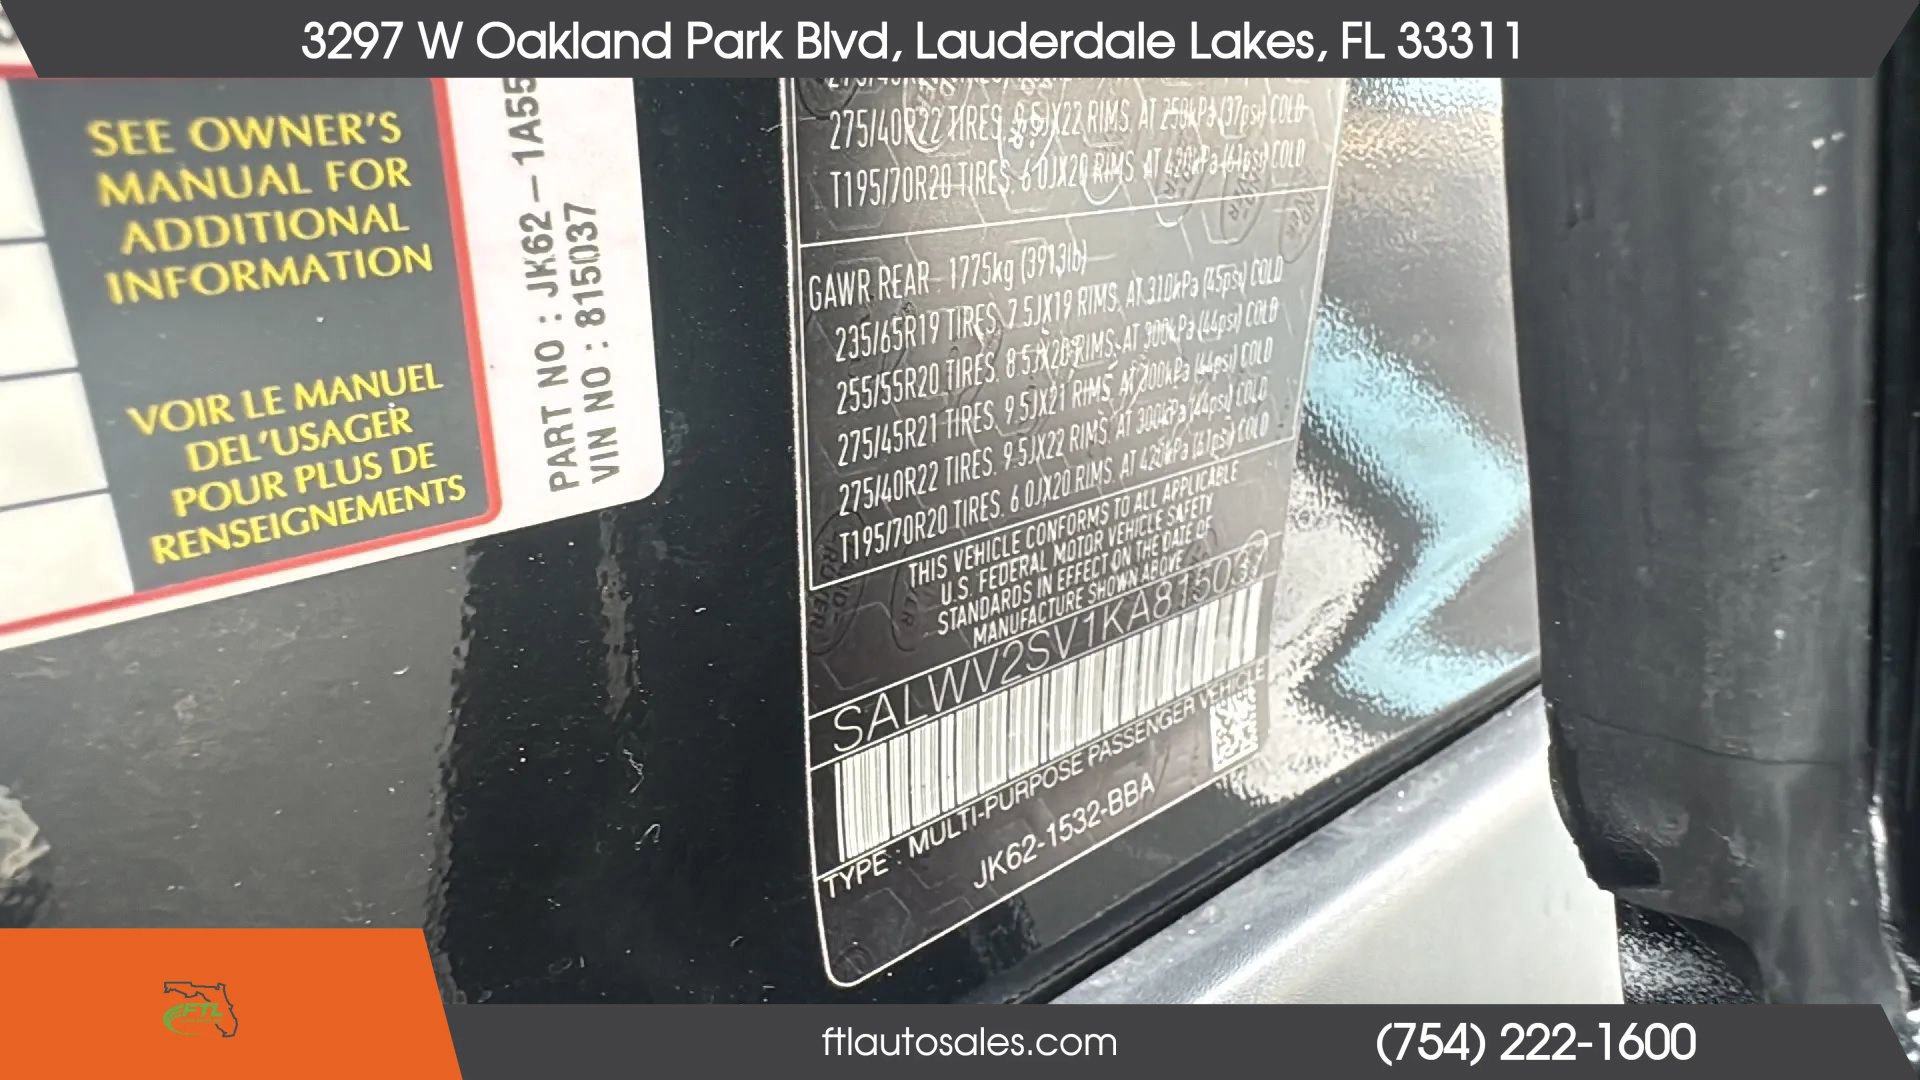 3297 W Oakland Park Blvd, Lauderdale Lakes, FL 33311
SEE OWNER'S
MANUAL FOR
ADDITIONAL
INFORMATION
VOIR LE MANUEL
DEL'USAGER
POUR PLUS DE
RENSEIGNEMENTS
PART NO : JK62-1A55
VIN NO : 815037
275/40R22 TIRES, 9.5JX22 RIMS, AT 250kPa (37psi) COLD
T195/70R20 TIRES, 6.0JX20 RIMS, AT 420kPa (61psi) COLD
GAWR REAR 1775kg (3913lb)
235/65R19 TIRES, 7.5JX19 RIMS, AT 310kPa (45psi) COLD
255/55R20 TIRES, 8.5JX20 RIMS, AT 300kPa (44psi) COLD
275/45R21 TIRES, 9.5JX21 RIMS, AT (44psi) COLD
275/40R22 TIRES, 9.5JX22 RIMS, AT 300kPa (44psi) COLD
T195/70R20 TIRES, 6.0JX20 RIMS, AT 420kPa (61psi) COLD
THIS VEHICLE CONFORMS TO ALL APPLICABLE
U.S. FEDERAL MOTOR VEHICLE SAFETY
STANDARDS IN EFFECT ON THE DATE OF
MANUFACTURE SHOWN ABOVE
SALWV2SV1KA815037
TYPE : MULTI-PURPOSE PASSENGER VEHICLE
JK62-1532-BBA
FTL
ftlautosales.com
(754) 222-1600